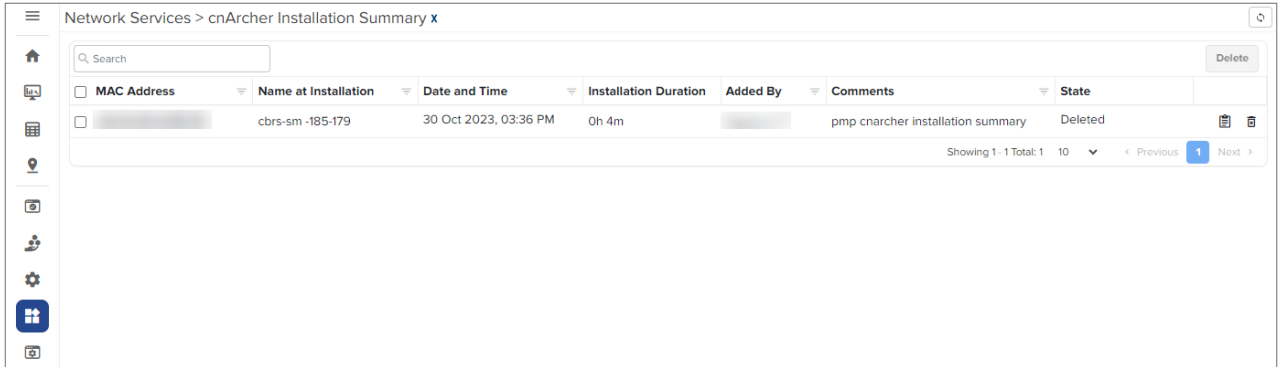 Network Services > cnArcher Installation Summary x
Search
Delete
MAC Address Name at Installation Date and Time Installation Duration Added By Comments State
cbrs-sm -185-179 30 Oct 2023, 03:36 PM 0h 4m pmp cnarcher installation summary Deleted
Showing 1 - 1 Total: 1 10 < Previous 1 Next >